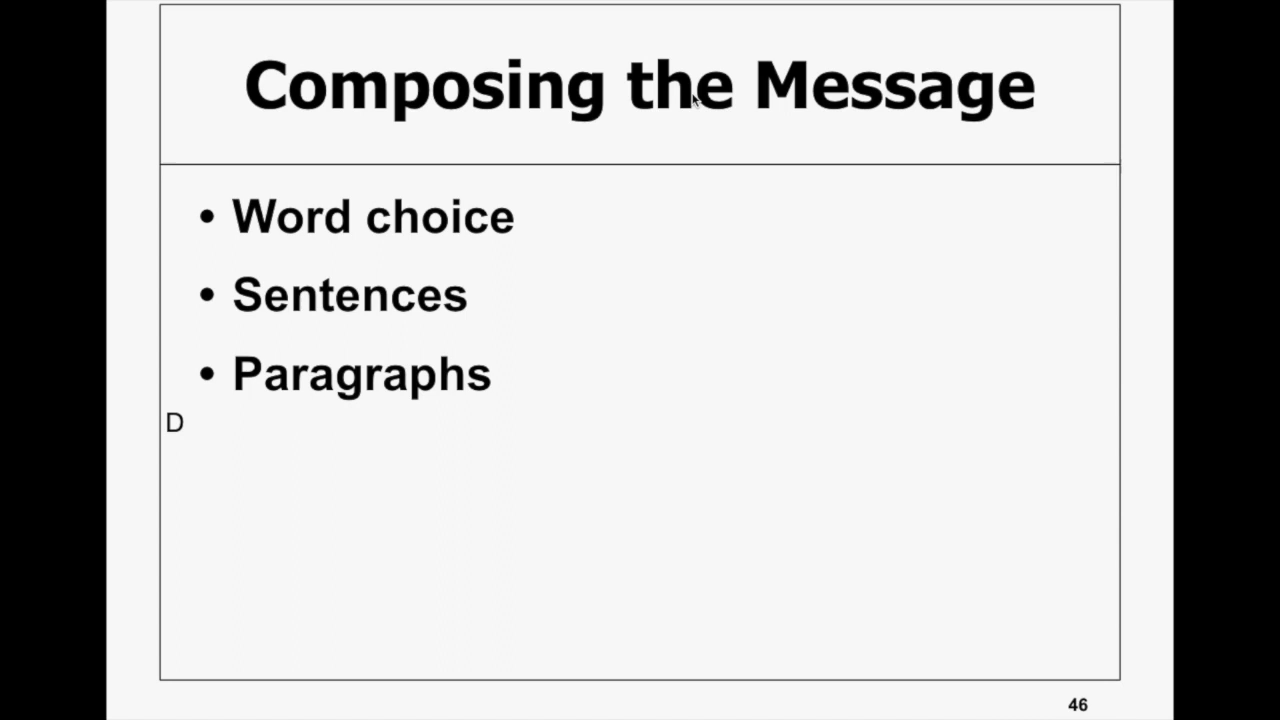 Composing the Message
• Word choice
• Sentences
• Paragraphs
D
46